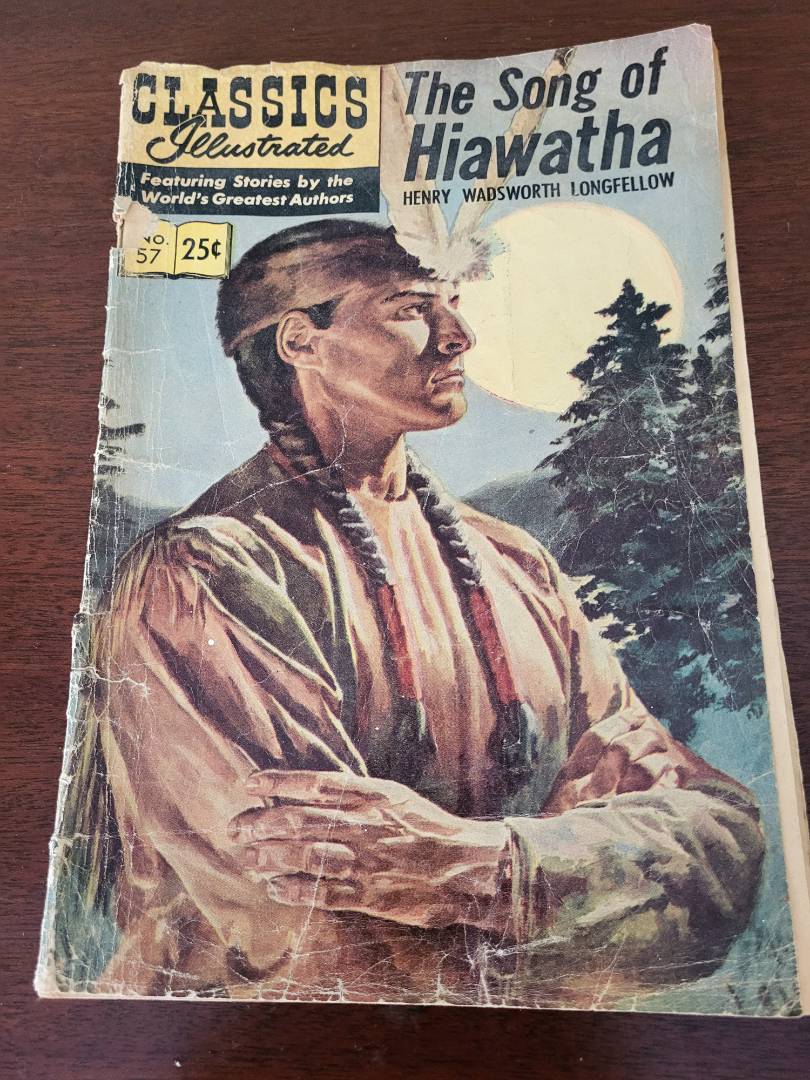 CLASSICS
Illustrated
Featuring Stories by the
World's Greatest Authors
NO.
57
25¢
The Song of
Hiawatha
HENRY WADSWORTH LONGFELLOW